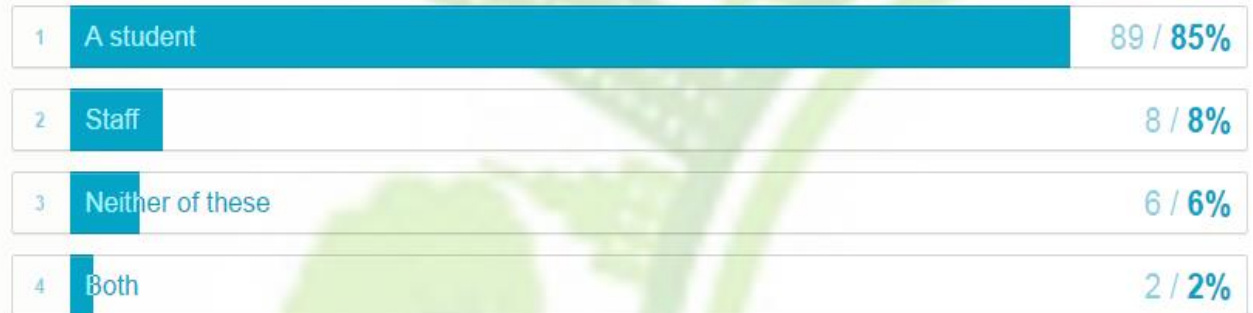 1 A student 89 / 85%
2 Staff 8 / 8%
3 Neither of these 6 / 6%
4 Both 2 / 2%